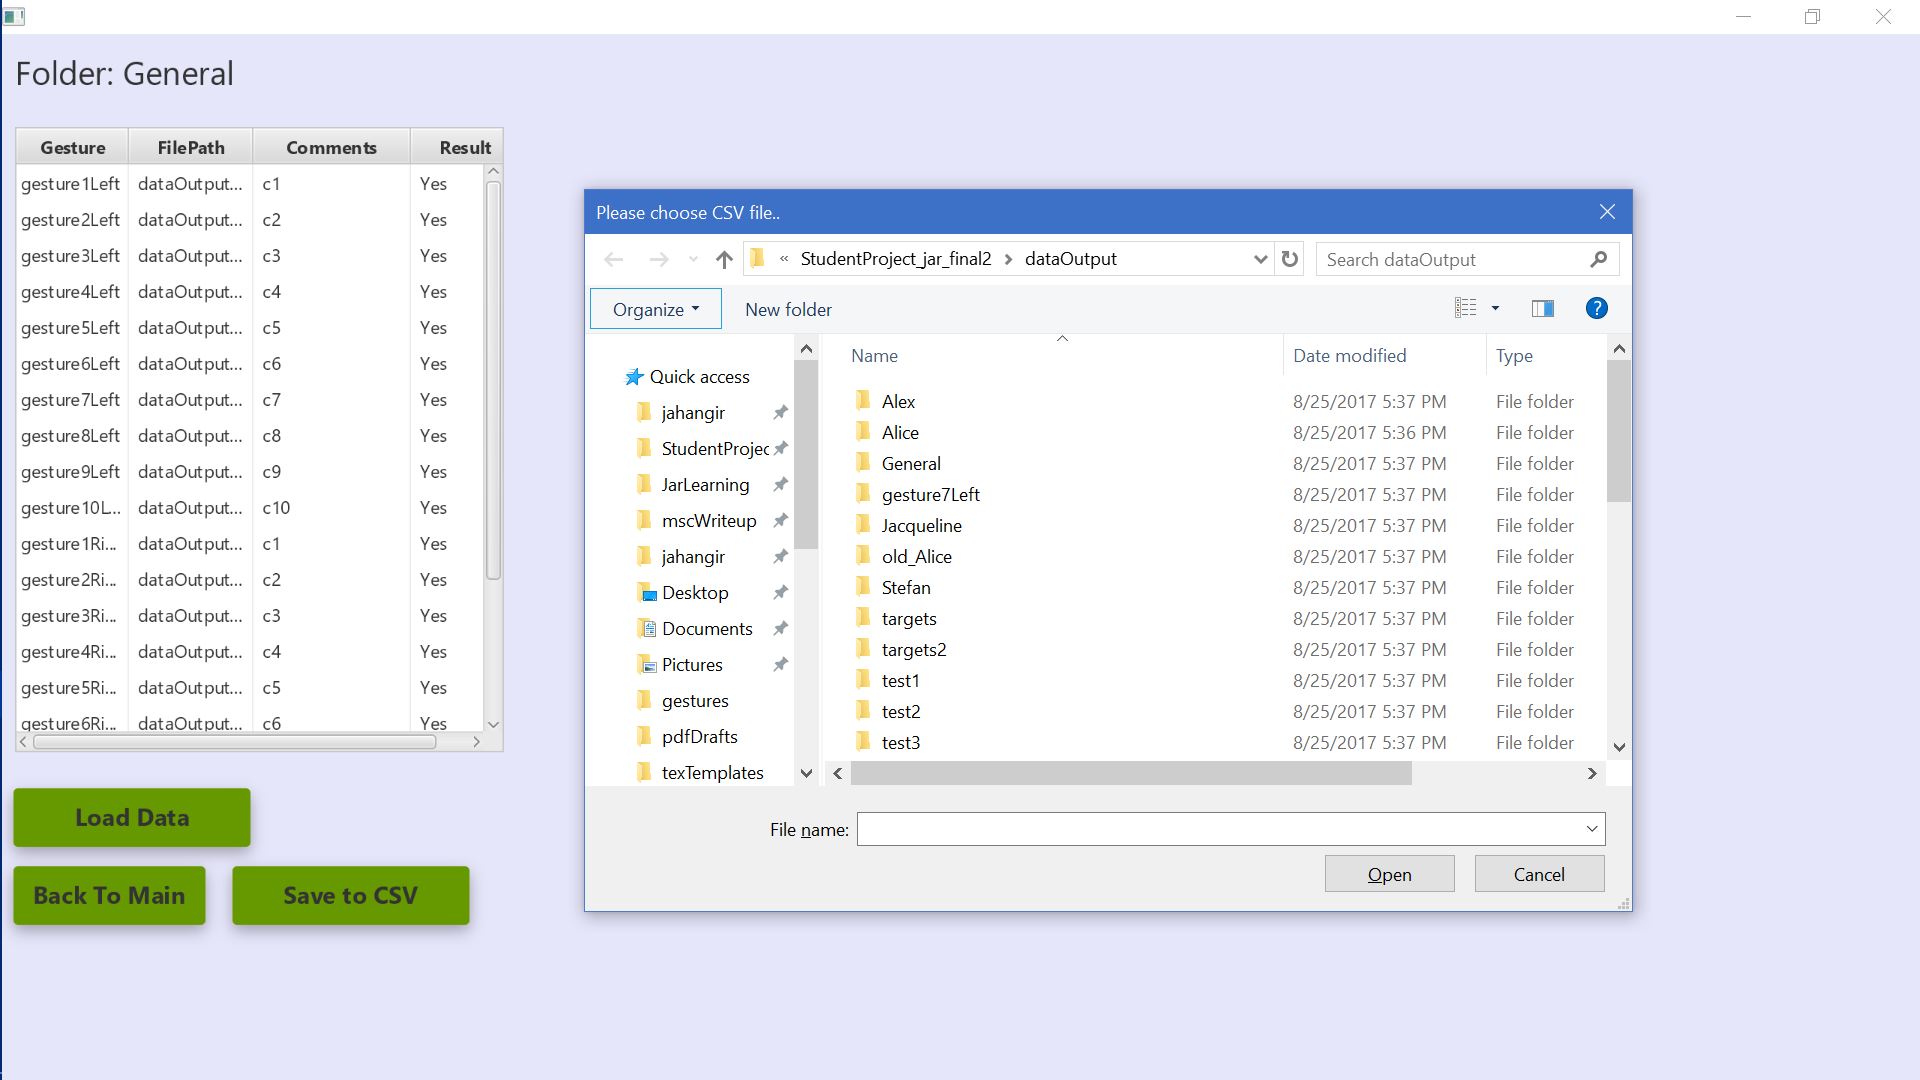 Folder: General
Gesture FilePath Comments Result
gesture1Left dataOutput... c1 Yes
gesture2Left dataOutput... c2 Yes
gesture3Left dataOutput... c3 Yes
gesture4Left dataOutput... c4 Yes
gesture5Left dataOutput... c5 Yes
gesture6Left dataOutput... c6 Yes
gesture7Left dataOutput... c7 Yes
gesture8Left dataOutput... c8 Yes
gesture9Left dataOutput... c9 Yes
gesture10L... dataOutput... c10 Yes
gesture1Ri... dataOutput... c1 Yes
gesture2Ri... dataOutput... c2 Yes
gesture3Ri... dataOutput... c3 Yes
gesture4Ri... dataOutput... c4 Yes
gesture5Ri... dataOutput... c5 Yes
gesture6Ri... dataOutput... c6 Yes
Load Data
Back To Main Save to CSV
Please choose CSV file..
« StudentProject_jar_final2 > dataOutput Search dataOutput
Organize New folder ?
Quick access
jahangir
StudentProjec
JarLearning
mscWriteup
jahangir
Desktop
Documents
Pictures
gestures
pdfDrafts
texTemplates
Name Date modified Type
Alex 8/25/2017 5:37 PM File folder
Alice 8/25/2017 5:36 PM File folder
General 8/25/2017 5:37 PM File folder
gesture7Left 8/25/2017 5:37 PM File folder
Jacqueline 8/25/2017 5:37 PM File folder
old_Alice 8/25/2017 5:37 PM File folder
Stefan 8/25/2017 5:37 PM File folder
targets 8/25/2017 5:37 PM File folder
targets2 8/25/2017 5:37 PM File folder
test1 8/25/2017 5:37 PM File folder
test2 8/25/2017 5:37 PM File folder
test3 8/25/2017 5:37 PM File folder
File name:
Open Cancel